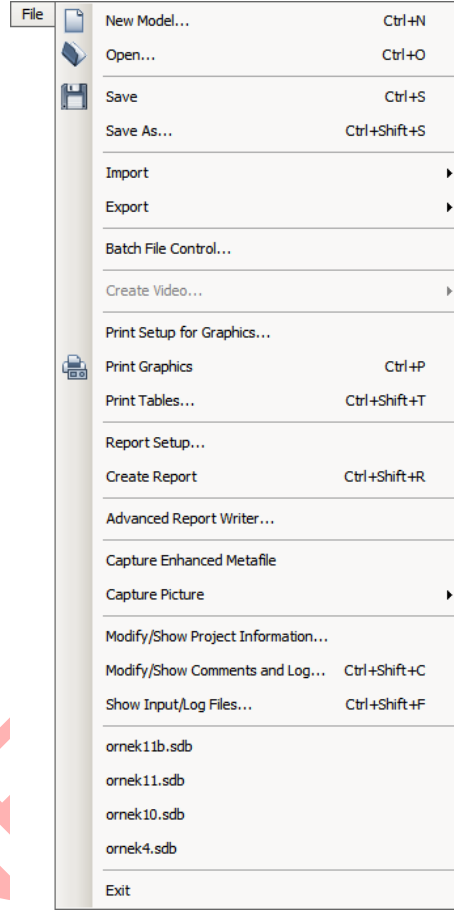 File
New Model... Ctrl+N
Open... Ctrl+O
Save Ctrl+S
Save As... Ctrl+Shift+S
Import
Export
Batch File Control...
Create Video...
Print Setup for Graphics...
Print Graphics Ctrl+P
Print Tables... Ctrl+Shift+T
Report Setup...
Create Report Ctrl+Shift+R
Advanced Report Writer...
Capture Enhanced Metafile
Capture Picture
Modify/Show Project Information...
Modify/Show Comments and Log... Ctrl+Shift+C
Show Input/Log Files... Ctrl+Shift+F
ornek11b.sdb
ornek11.sdb
ornek10.sdb
ornek4.sdb
Exit